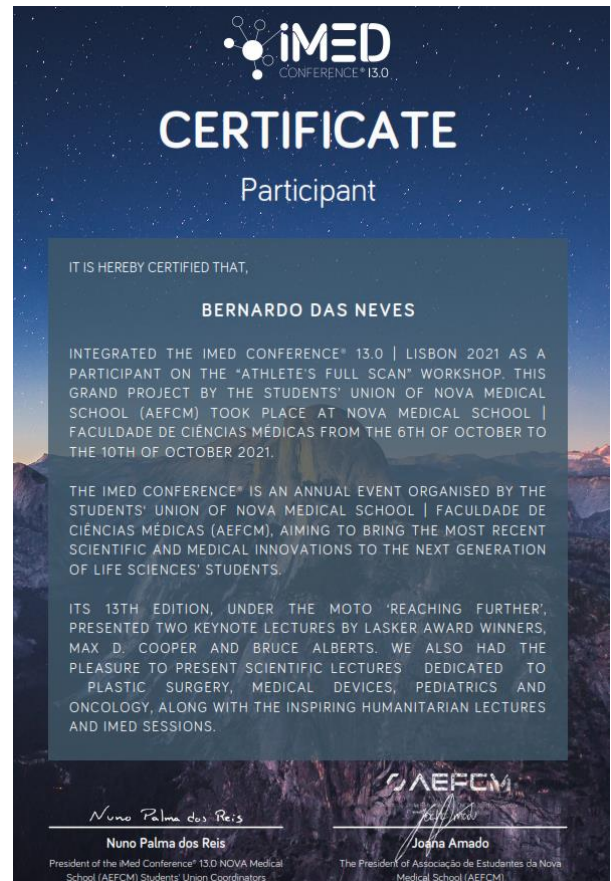 iMED
CONFERENCE® 13.0
CERTIFICATE
Participant
IT IS HEREBY CERTIFIED THAT,
BERNARDO DAS NEVES
INTEGRATED THE IMED CONFERENCE® 13.0 | LISBON 2021 AS A
PARTICIPANT ON THE “ATHLETE’S FULL SCAN” WORKSHOP. THIS
GRAND PROJECT BY THE STUDENTS’ UNION OF NOVA MEDICAL
SCHOOL (AEFCM) TOOK PLACE AT NOVA MEDICAL SCHOOL |
FACULDADE DE CIÊNCIAS MÉDICAS FROM THE 6TH OF OCTOBER TO
THE 10TH OF OCTOBER 2021.
THE IMED CONFERENCE® IS AN ANNUAL EVENT ORGANISED BY THE
STUDENTS’ UNION OF NOVA MEDICAL SCHOOL | FACULDADE DE
CIÊNCIAS MÉDICAS (AEFCM), AIMING TO BRING THE MOST RECENT
SCIENTIFIC AND MEDICAL INNOVATIONS TO THE NEXT GENERATION
OF LIFE SCIENCES’ STUDENTS.
ITS 13TH EDITION, UNDER THE MOTO ‘REACHING FURTHER’,
PRESENTED TWO KEYNOTE LECTURES BY LASKER AWARD WINNERS,
MAX D. COOPER AND BRUCE ALBERTS. WE ALSO HAD THE
PLEASURE TO PRESENT SCIENTIFIC LECTURES DEDICATED TO
PLASTIC SURGERY, MEDICAL DEVICES, PEDIATRICS AND
ONCOLOGY, ALONG WITH THE INSPIRING HUMANITARIAN LECTURES
AND IMED SESSIONS.
AEFCM
Nuno Palma dos Reis
Nuno Palma dos Reis
Joana Amado
President of the iMed Conference® 13.0 NOVA Medical
School (AEFCM) Students' Union Coordinators
The President of Associação de Estudantes da Nova
Medical School (AEFCM)